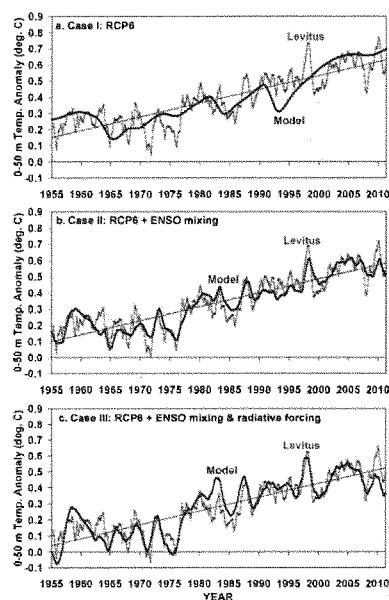 a. Case I: RCP6
0-50 m Temp. Anomaly (deg. C)
0.9
0.8
0.7
0.6
0.5
0.4
0.3
0.2
0.1
0.0
-0.1
Levitus
Model
1955 1960 1965 1970 1975 1980 1985 1990 1995 2000 2005 2010
b. Case II: RCP6 + ENSO mixing
0-50 m Temp. Anomaly (deg. C)
0.9
0.8
0.7
0.6
0.5
0.4
0.3
0.2
0.1
0.0
-0.1
Levitus
Model
1955 1960 1965 1970 1975 1980 1985 1990 1995 2000 2005 2010
c. Case III: RCP6 + ENSO mixing & radiative forcing
0-50 m Temp. Anomaly (deg. C)
0.9
0.8
0.7
0.6
0.5
0.4
0.3
0.2
0.1
0.0
-0.1
Levitus
Model
1955 1960 1965 1970 1975 1980 1985 1990 1995 2000 2005 2010
YEAR